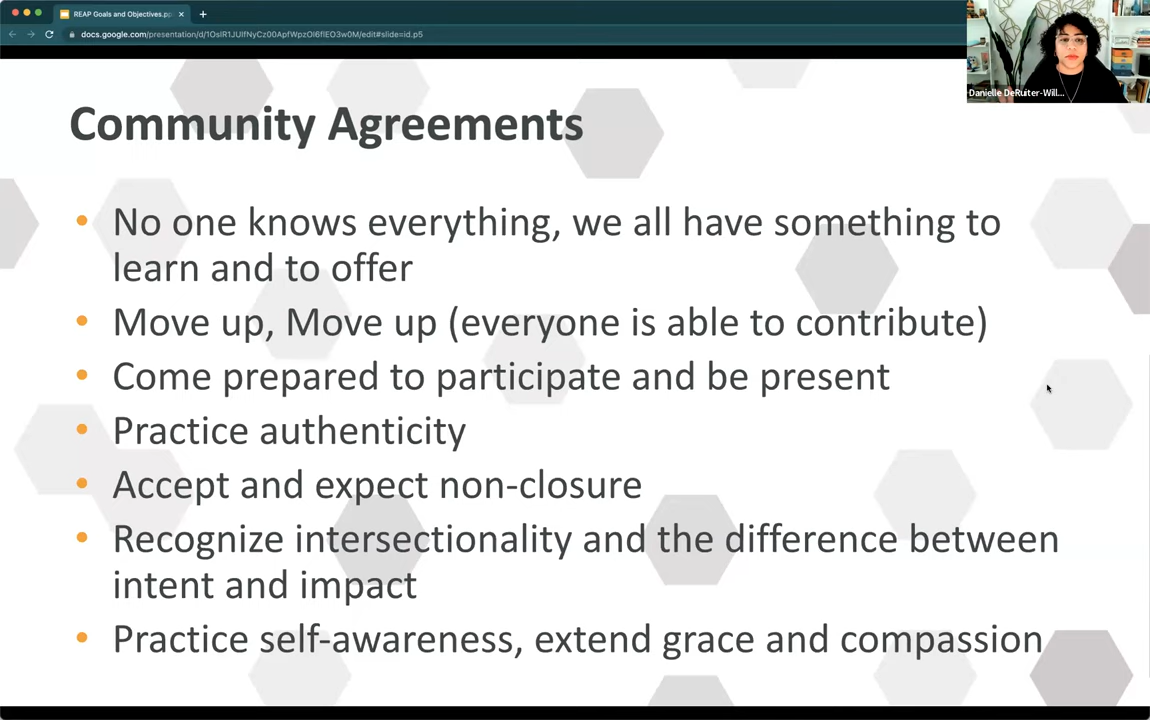 REAP Goals and Objectives.pp
docs.google.com/presentation/d/1OsIR1JUIfNyCz00ApfWpzOl6flEO3w0M/edit#slide=id.p5
Danielle DeRuiter-Will...
Community Agreements
• No one knows everything, we all have something to
learn and to offer
• Move up, Move up (everyone is able to contribute)
• Come prepared to participate and be present
• Practice authenticity
• Accept and expect non-closure
• Recognize intersectionality and the difference between
intent and impact
• Practice self-awareness, extend grace and compassion